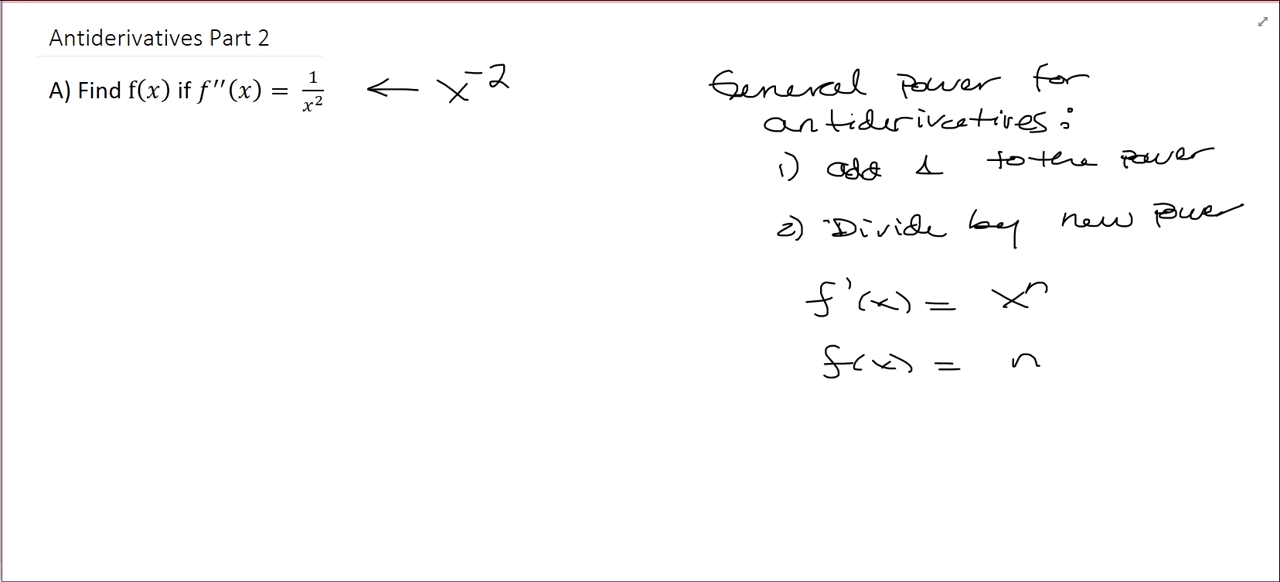 Antiderivatives Part 2
A) Find f(x) if f''(x) = 1/x² ← x⁻²
General Power for
antiderivatives:
1) add 1 to the power
2) Divide by new power
f'(x) = xⁿ
f(x) = n